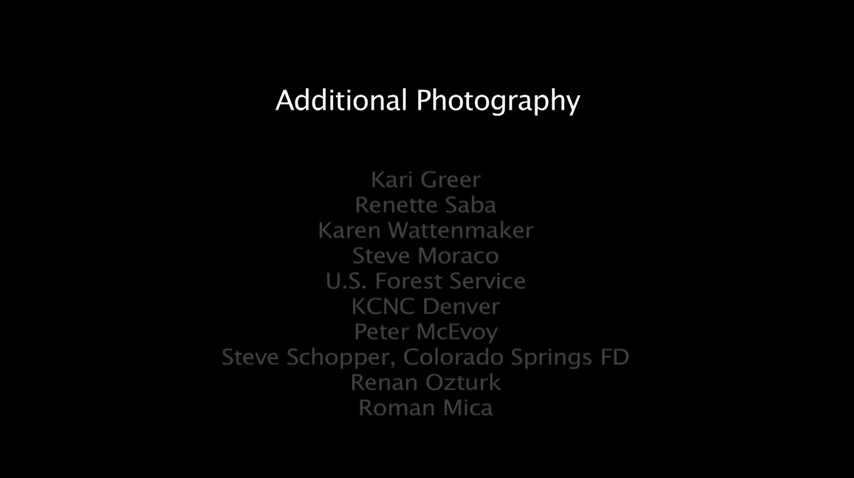 Additional Photography
Kari Greer
Renette Saba
Karen Wattenmaker
Steve Moraco
U.S. Forest Service
KCNC Denver
Peter McEvoy
Steve Schopper, Colorado Springs FD
Renan Ozturk
Roman Mica